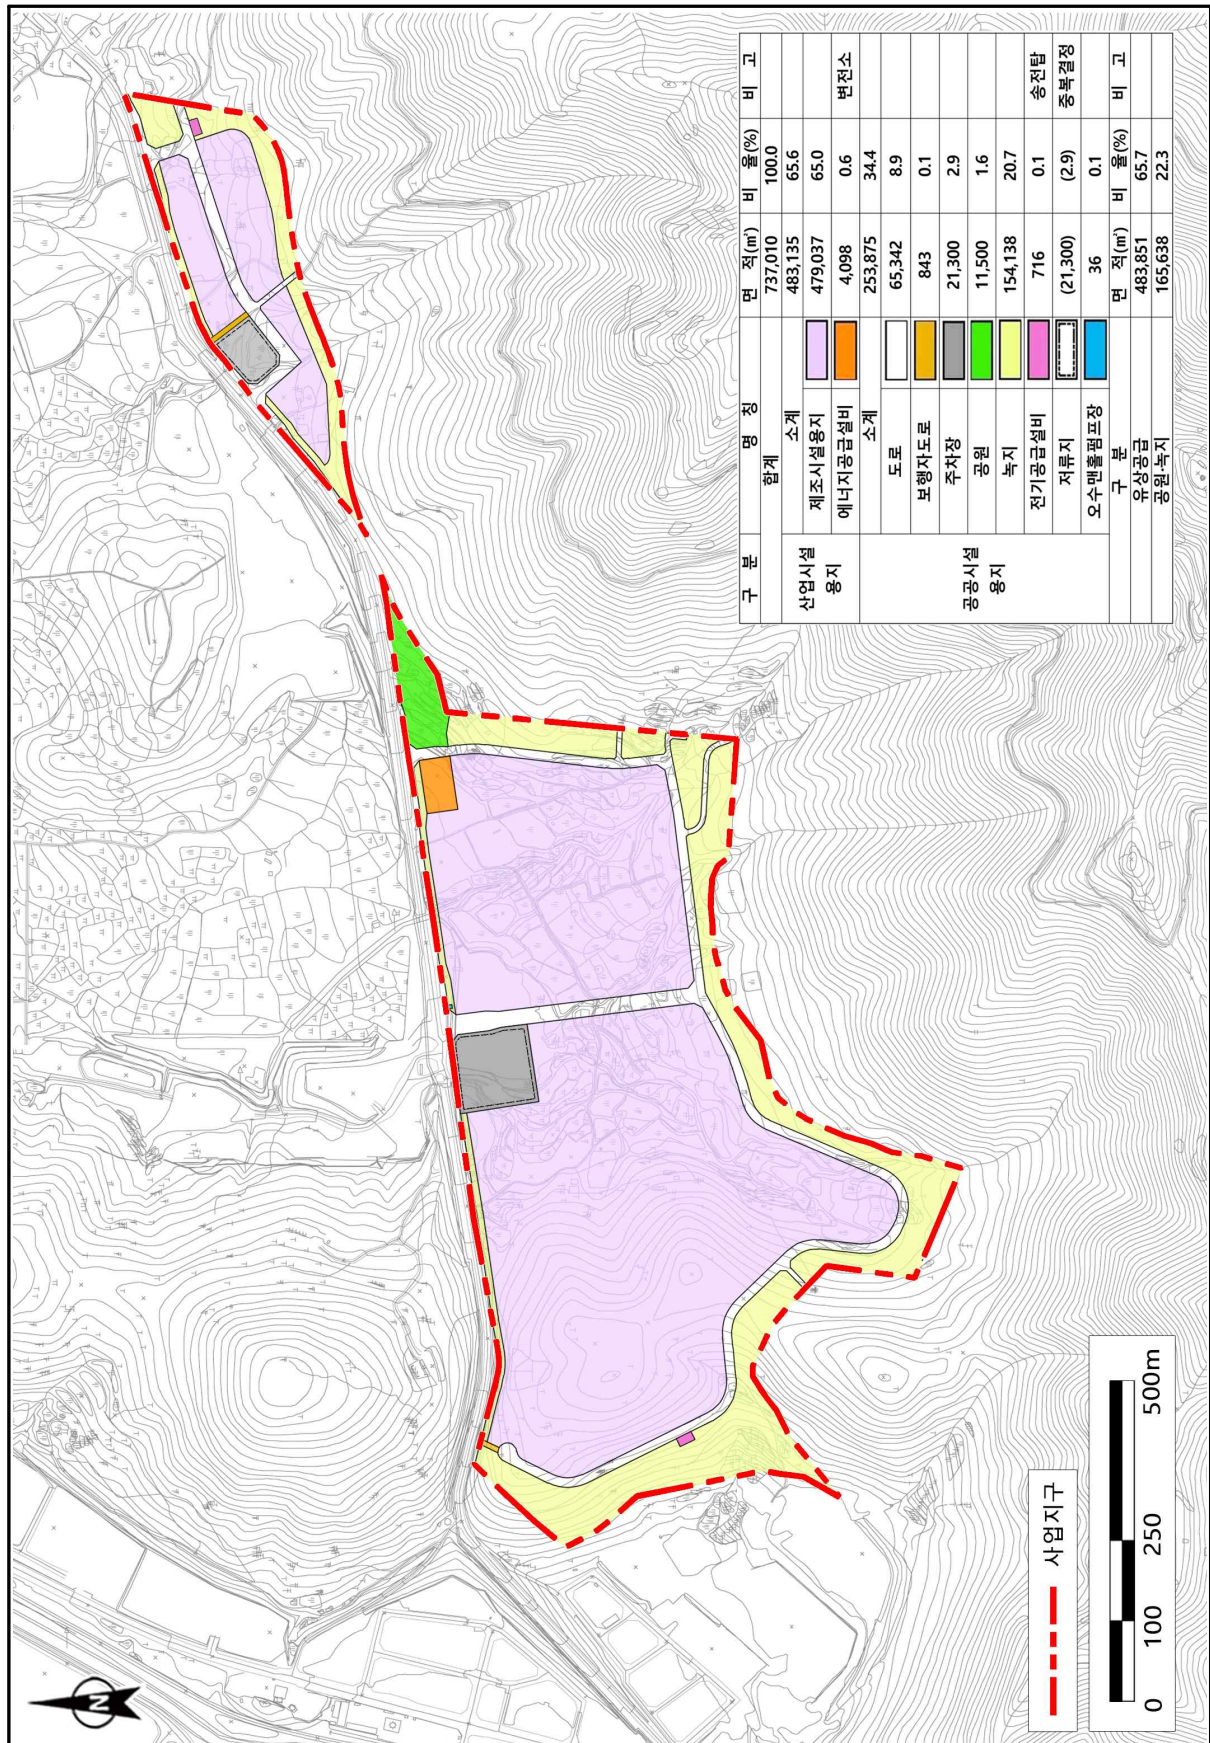 구 분 명 칭 면 적(㎡) 비 율(%) 비 고
합계 737,010 100.0
산업시설용지 소계 483,135 65.6
제조시설용지 479,037 65.0
에너지공급설비 4,098 0.6 변전소
공공시설용지 소계 253,875 34.4
도로 65,342 8.9
보행자도로 843 0.1
주차장 21,300 2.9
공원 11,500 1.6
녹지 154,138 20.7
전기공급설비 716 0.1 송전탑
저류지 (21,300) (2.9) 중복결정
오수맨홀펌프장 36 0.1
구 분 면 적(㎡) 비 율(%) 비 고
유상공급 483,851 65.7
공원·녹지 165,638 22.3
사업지구
0 100 250 500m
N